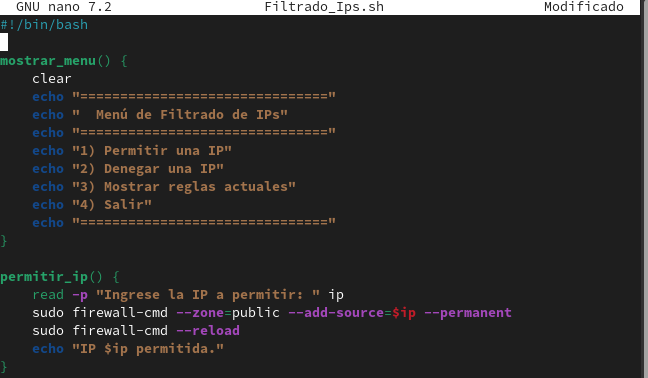 GNU nano 7.2 Filtrado_Ips.sh Modificado
#!/bin/bash
mostrar_menu() {
clear
echo "==============================="
echo "  Menú de Filtrado de IPs"
echo "==============================="
echo "1) Permitir una IP"
echo "2) Denegar una IP"
echo "3) Mostrar reglas actuales"
echo "4) Salir"
echo "==============================="
}
permitir_ip() {
read -p "Ingrese la IP a permitir: " ip
sudo firewall-cmd --zone=public --add-source=$ip --permanent
sudo firewall-cmd --reload
echo "IP $ip permitida."
}